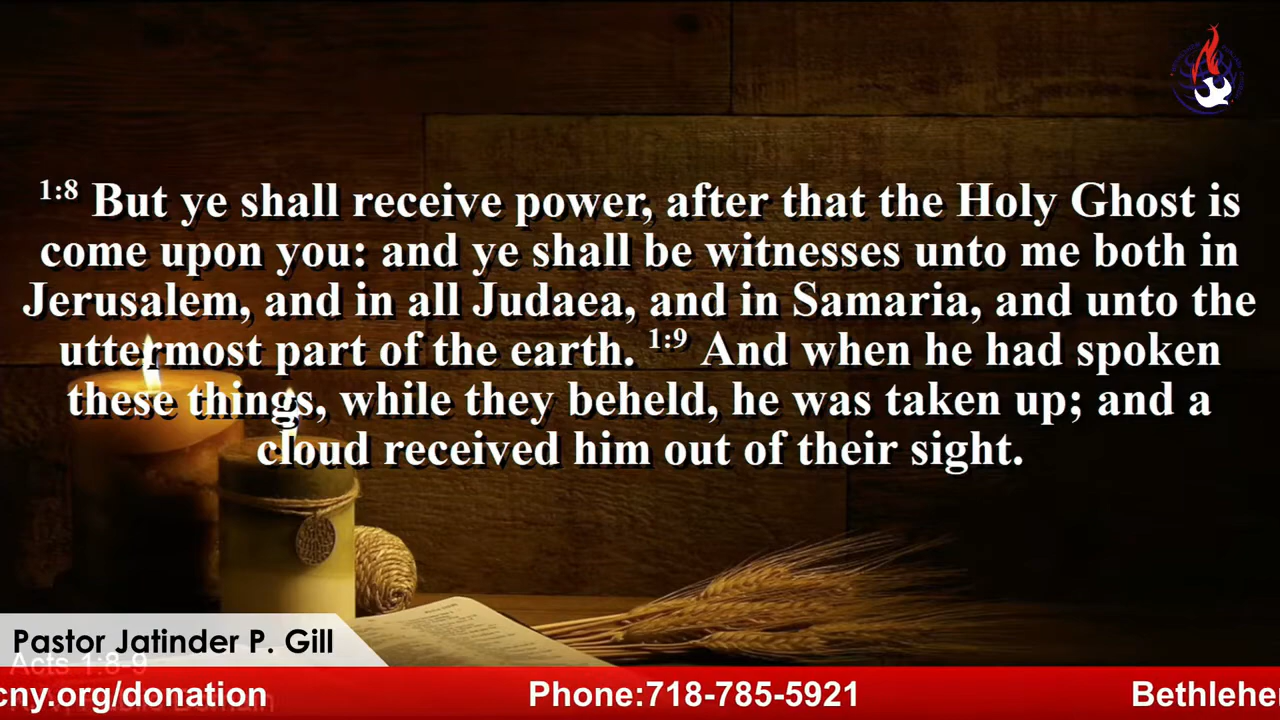 1:8 But ye shall receive power, after that the Holy Ghost is
come upon you: and ye shall be witnesses unto me both in
Jerusalem, and in all Judaea, and in Samaria, and unto the
uttermost part of the earth. 1:9 And when he had spoken
these things, while they beheld, he was taken up; and a
cloud received him out of their sight.
Pastor Jatinder P. Gill
Acts 1:8-9
cny.org/donation Phone:718-785-5921 Bethlehe
Domain